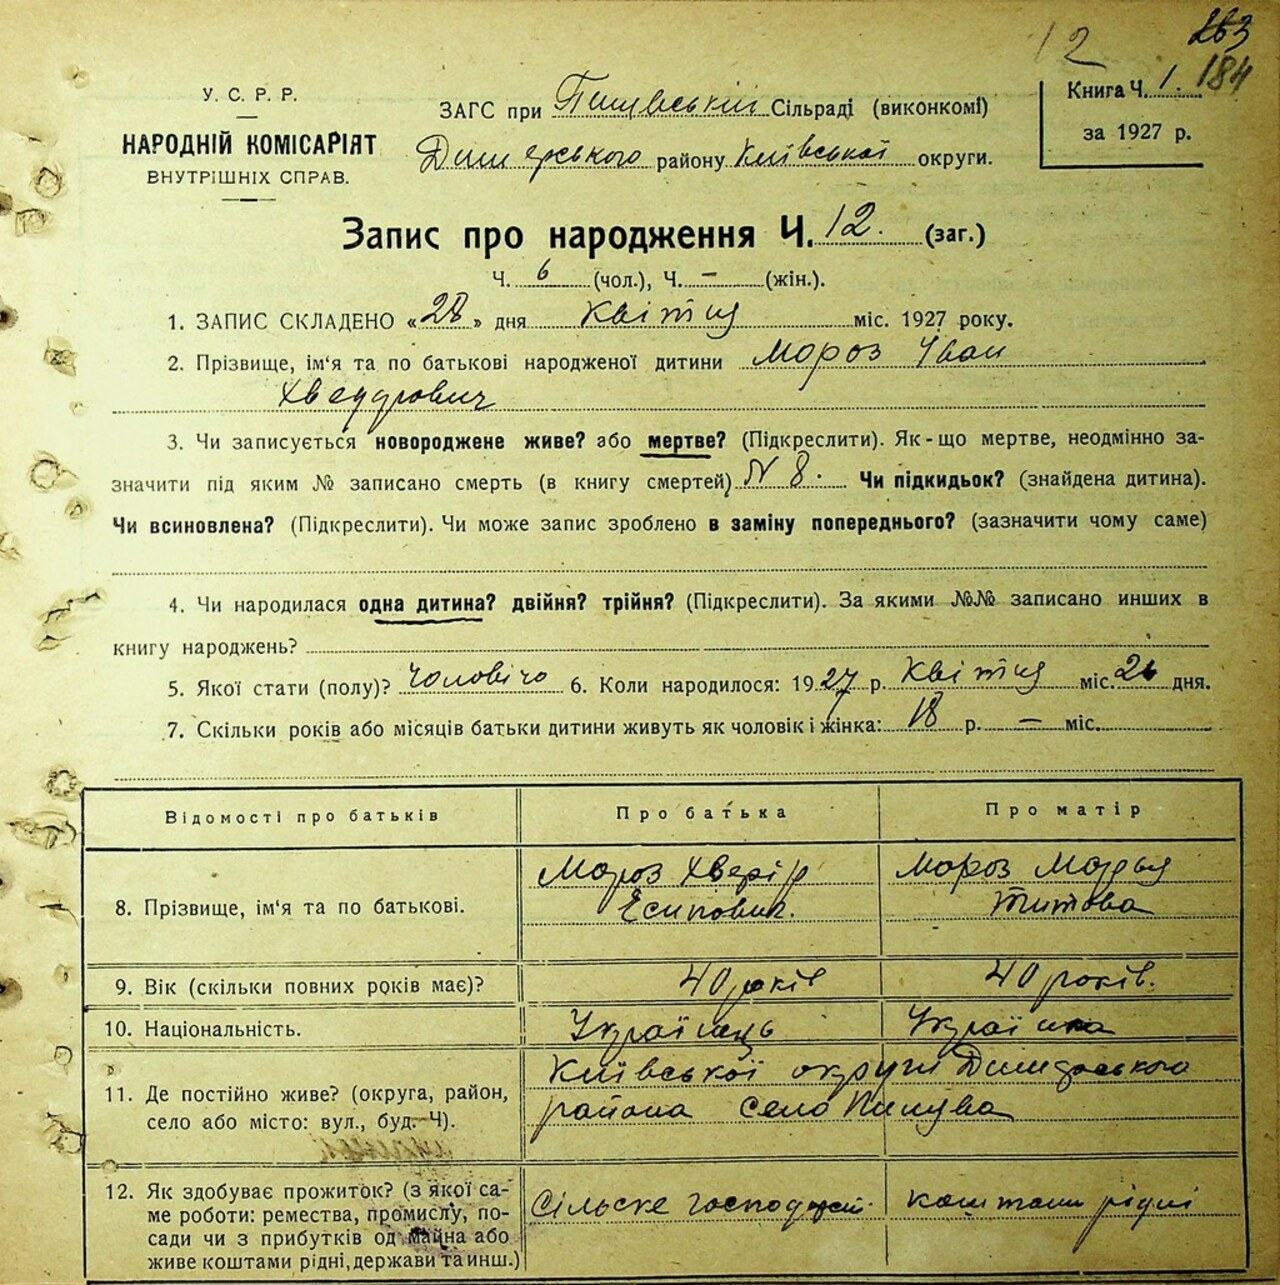 12 263
184
У. С. Р. Р.
НАРОДНІЙ КОМІСАРІЯТ
ВНУТРІШНІХ СПРАВ.
ЗАГС при Сільраді (виконкомі)
Димерського району Київської округи.
Книга Ч. 1.
за 1927 р.
Запис про народження Ч. 12. (заг.)
Ч. 6 (чол.), Ч. – (жін.).
1. ЗАПИС СКЛАДЕНО «28» дня Квітня міс. 1927 року.
2. Прізвище, ім'я та по батькові народженої дитини Мороз Іван
Хведорович
3. Чи записується новороджене живе? або мертве? (Підкреслити). Як-що мертве, неодмінно за-
значити під яким № записано смерть (в книгу смертей) N 8. Чи підкидьок? (знайдена дитина).
Чи всиновлена? (Підкреслити). Чи може запис зроблено в заміну попереднього? (зазначити чому саме)
4. Чи народилася одна дитина? двійня? трійня? (Підкреслити). За якими №№ записано инших в
книгу народжень?
5. Якої стати (полу)? Чоловічо 6. Коли народилося: 1927 р. Квітня міс. 26 дня.
7. Скільки років або місяців батьки дитини живуть як чоловік і жінка: 18 р. – міс.
Відомості про батьків Про батька Про матір
8. Прізвище, ім'я та по батькові. Мороз Хведір Мороз Марья
Есипович. Титова
9. Вік (скільки повних років має)? 40 років 40 років.
10. Національність. Українець Українка
11. Де постійно живе? (округа, район, Київської округи Димерського
село або місто: вул., буд. Ч). района село
12. Як здобуває прожиток? (з якої са- Сільске господарст. коштами рідні
ме роботи: ремества, промислу, по-
сади чи з прибутків од майна або
живе коштами рідні, держави та инш.)